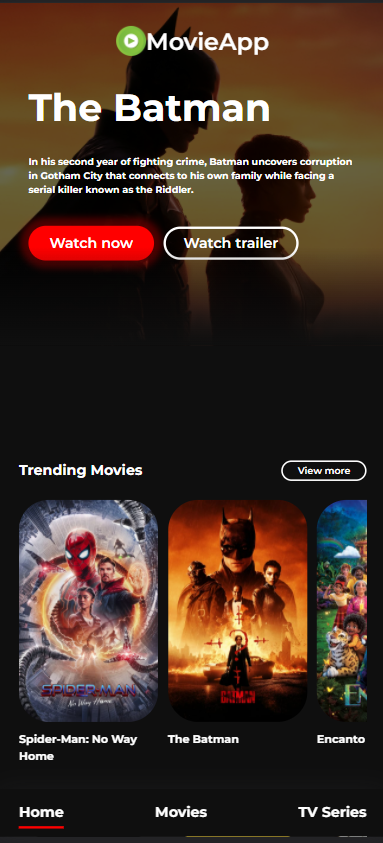 MovieApp
The Batman
In his second year of fighting crime, Batman uncovers corruption
in Gotham City that connects to his own family while facing a
serial killer known as the Riddler.
Watch now
Watch trailer
Trending Movies
View more
SPIDER-MAN
No Way Home
THE
BATMAN
EN
Spider-Man: No Way
Home
The Batman
Encanto
Home
Movies
TV Series